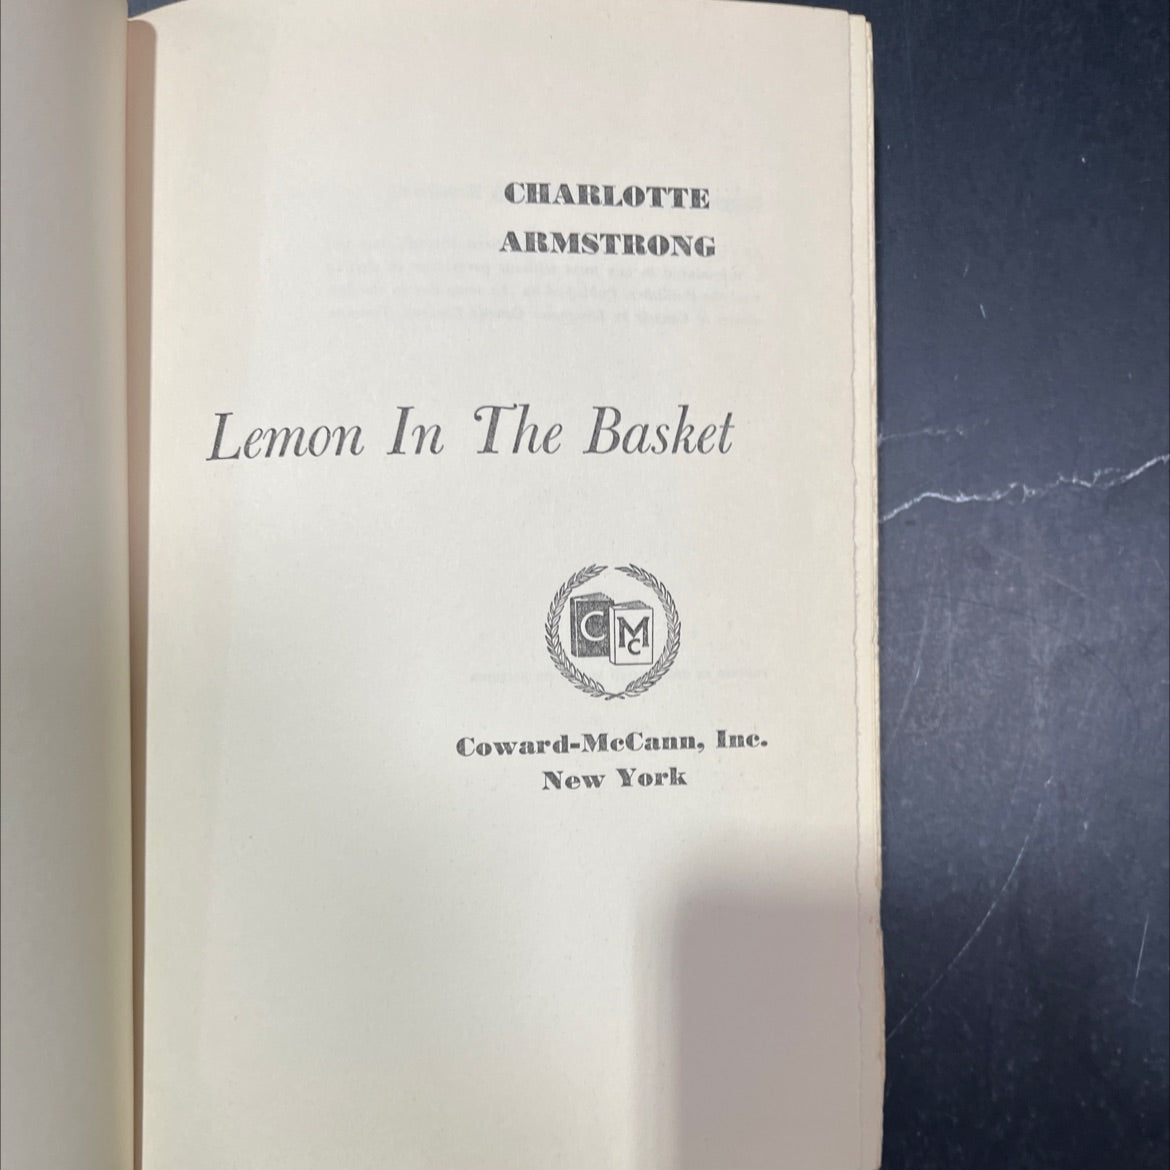 CHARLOTTE
ARMSTRONG
Lemon In The Basket
C Mc
Coward-McCann, Inc.
New York